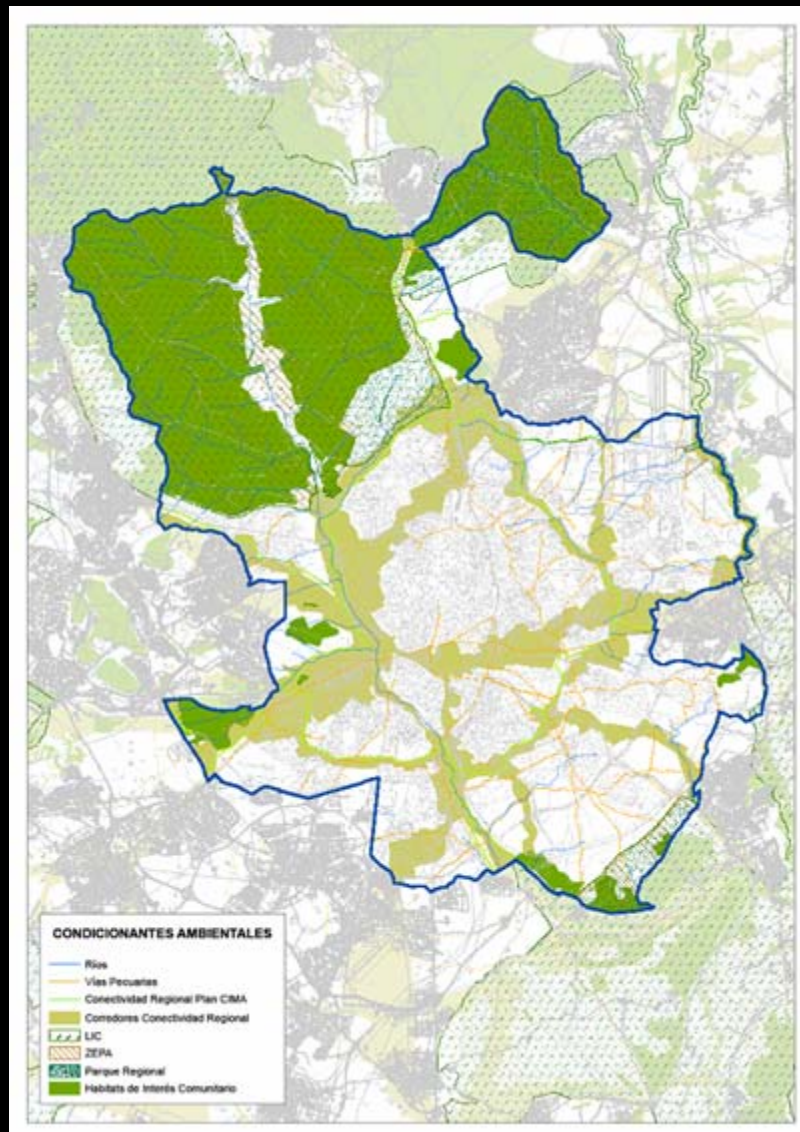 CONDICIONANTES AMBIENTALES
Ríos
Vías Pecuarias
Conectividad Regional Plan CIMA
Corredores Conectividad Regional
LIC
ZEPA
Parque Regional
Habitats de Interés Comunitario